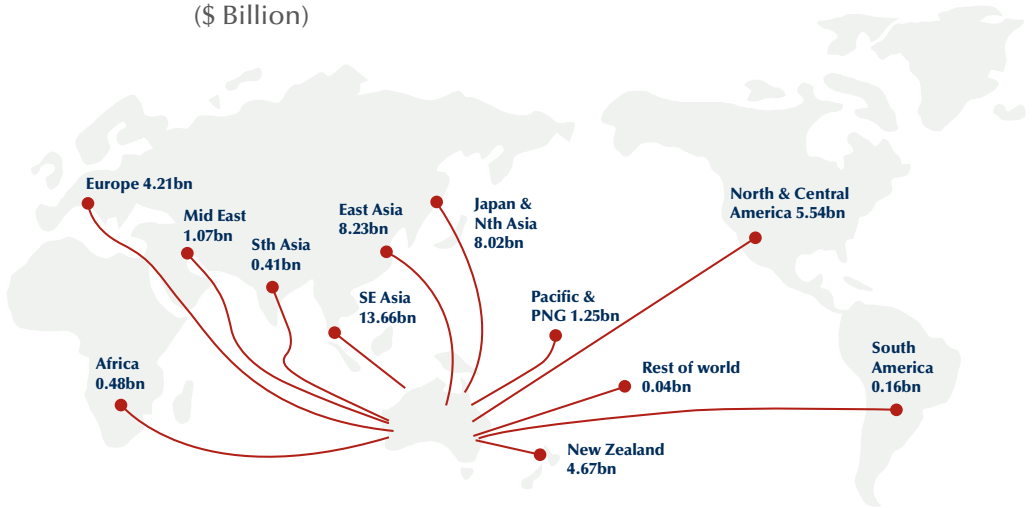 ($ Billion)
Europe 4.21bn
Mid East
1.07bn
Sth Asia
0.41bn
East Asia
8.23bn
Japan &
Nth Asia
8.02bn
North & Central
America 5.54bn
SE Asia
13.66bn
Pacific &
PNG 1.25bn
Africa
0.48bn
Rest of world
0.04bn
South
America
0.16bn
New Zealand
4.67bn